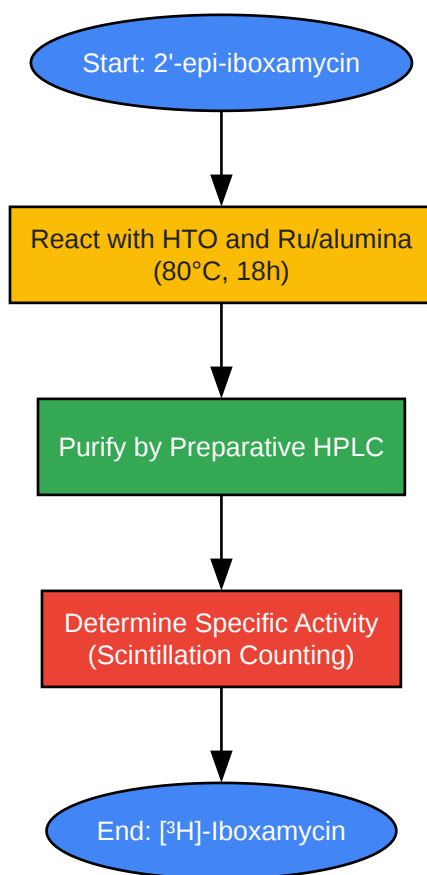 Start: 2'-epi-iboxamycin
React with HTO and Ru/alumina
(80°C, 18h)
Purify by Preparative HPLC
Determine Specific Activity
(Scintillation Counting)
End: [³H]-Iboxamycin